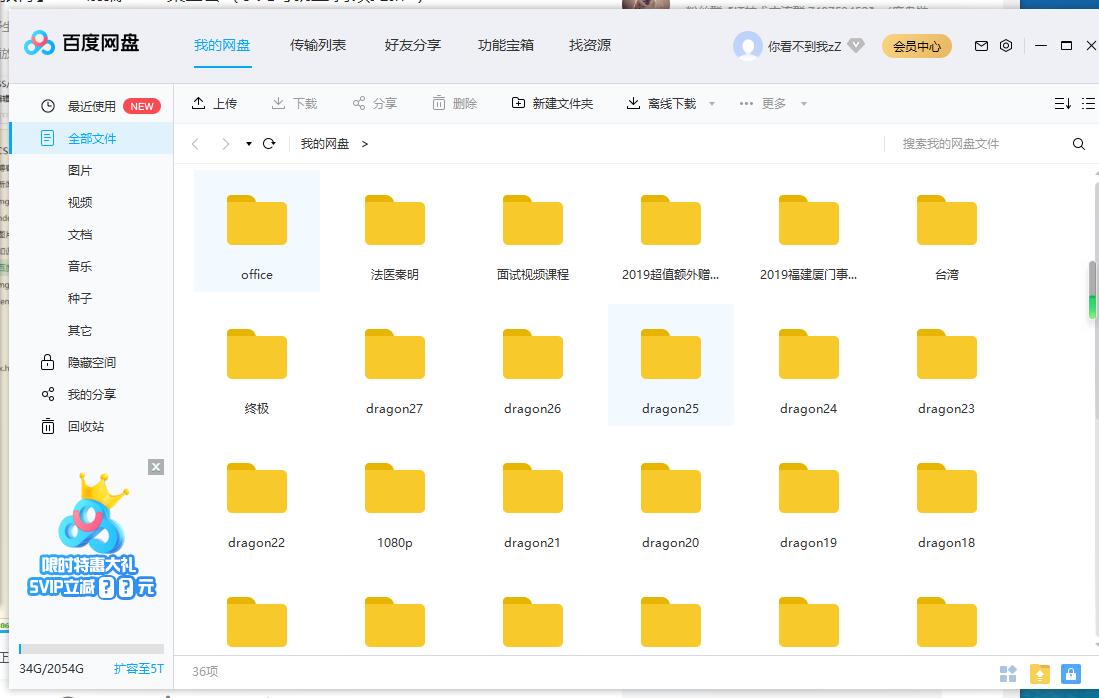 百度网盘
我的网盘 传输列表 好友分享 功能宝箱 找资源
你看不到我zZ
会员中心
最近使用 NEW
全部文件
图片
视频
文档
音乐
种子
其它
隐藏空间
我的分享
回收站
限时特惠大礼
SVIP立减??元
34G/2054G 扩容至5T
上传 下载 分享 删除 新建文件夹 离线下载 更多
我的网盘 >
搜索我的网盘文件
office 法医秦明 面试视频课程 2019超值额外赠... 2019福建厦门事... 台湾
终极 dragon27 dragon26 dragon25 dragon24 dragon23
dragon22 1080p dragon21 dragon20 dragon19 dragon18
36项